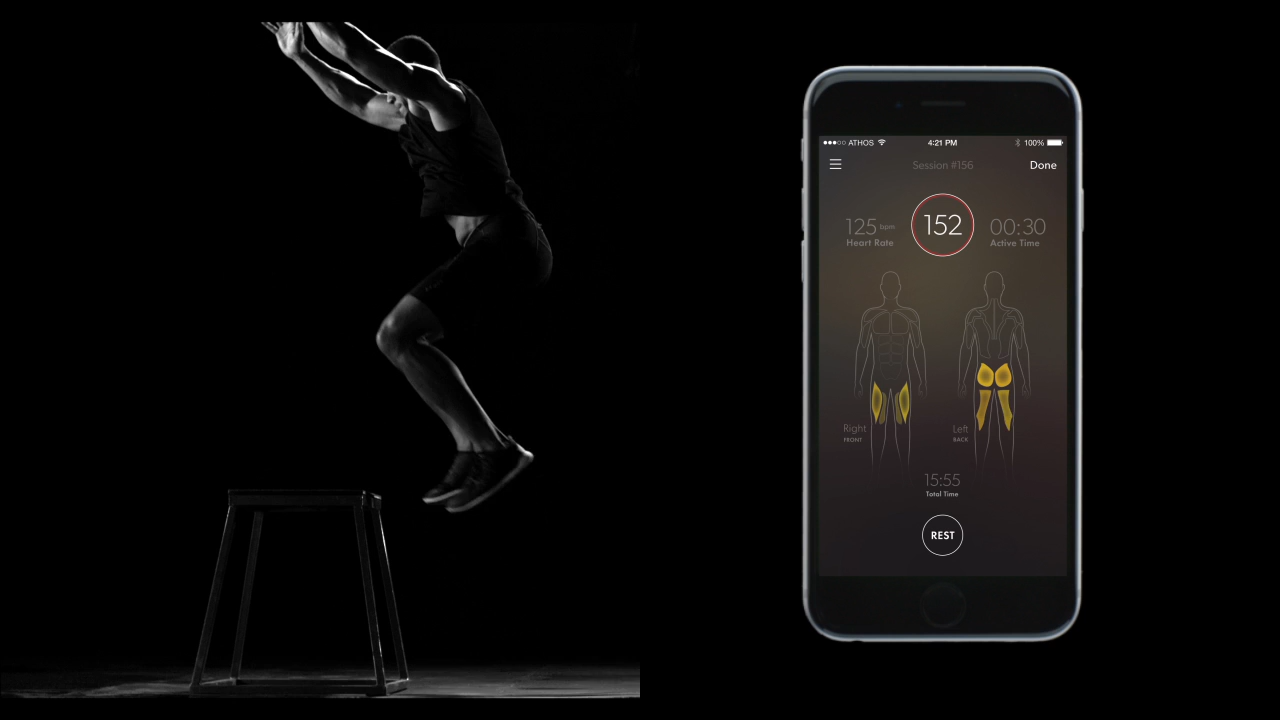 ATHOS 4:21 PM 100%
Session #156 Done
125 bpm 152 00:30
Heart Rate Active Time
Right Left
FRONT BACK
15:55
Total Time
REST